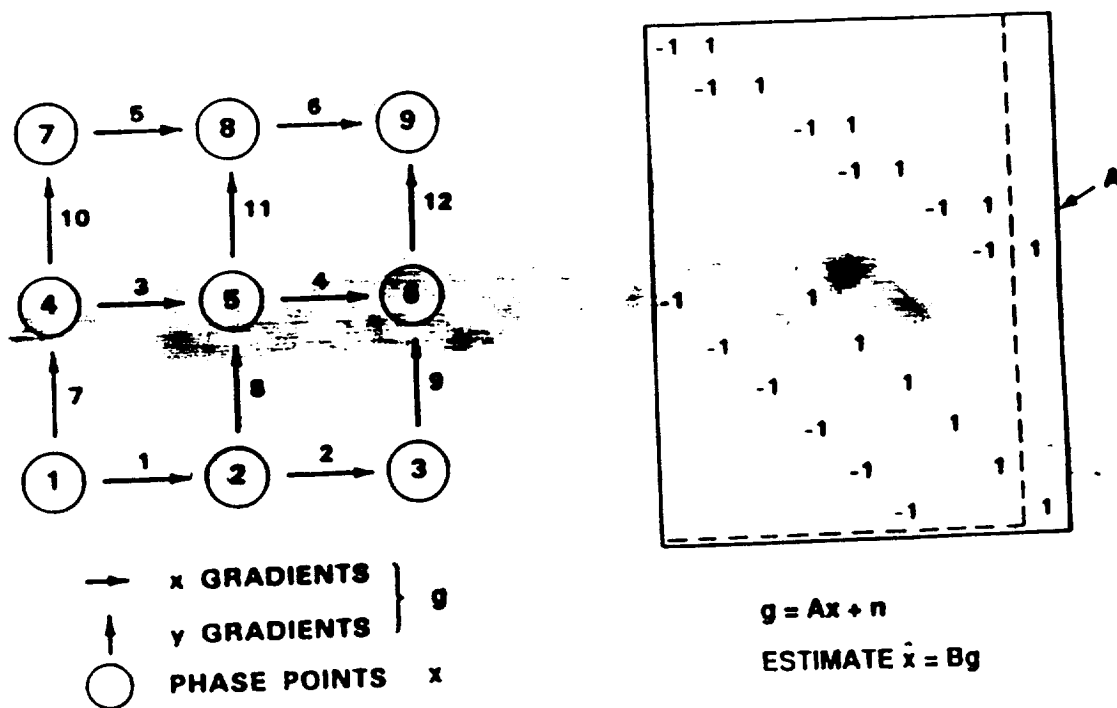 7 5 8 6 9
10 11 12
4 3 5 4 6
7 8 9
1 1 2 2 3
→ x GRADIENTS
↑ y GRADIENTS
} g
○ PHASE POINTS x
-1 1
-1 1
-1 1
-1 1
-1 1
-1 1
-1 1
-1 1
-1 1
-1 1
-1 1
-1 1
A
g = Ax + n
ESTIMATE x̂ = Bg